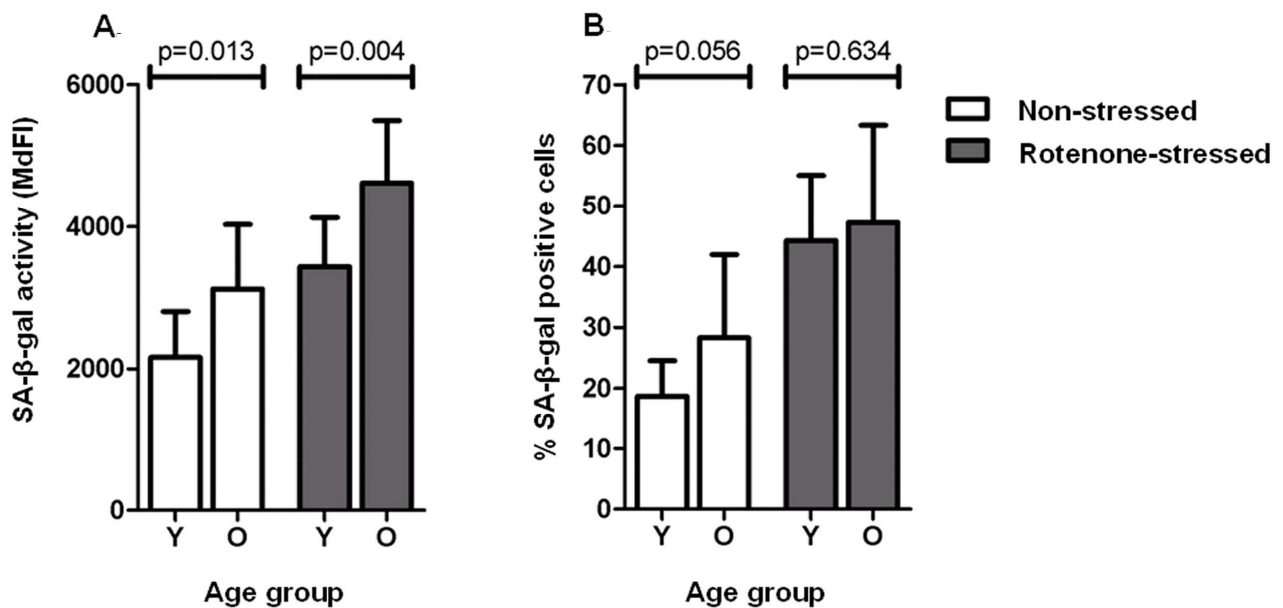 A
p=0.013 p=0.004
SA-β-gal activity (MdFI)
6000
4000
2000
0
Y O Y O
Age group
B
p=0.056 p=0.634
% SA-β-gal positive cells
70
60
50
40
30
20
10
0
Y O Y O
Age group
Non-stressed
Rotenone-stressed